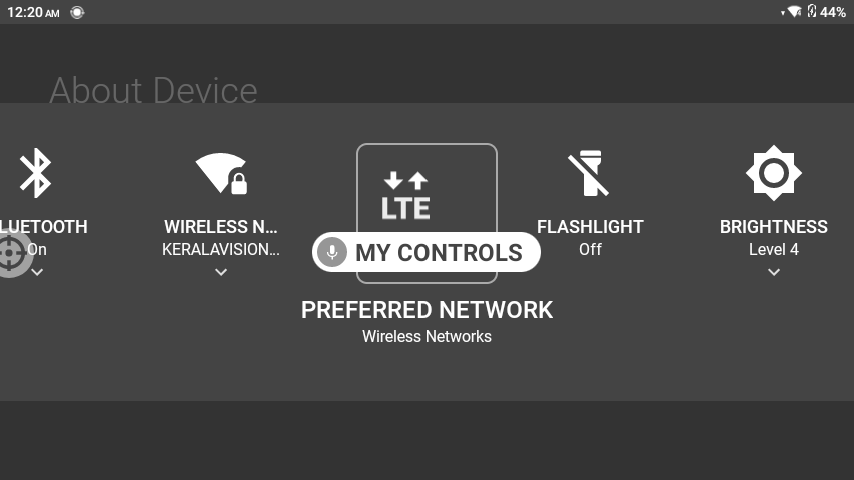 12:20 AM
44%
About Device
LTE
LUETOOTH
On
WIRELESS N...
KERALAVISION...
MY CONTROLS
FLASHLIGHT
Off
BRIGHTNESS
Level 4
PREFERRED NETWORK
Wireless Networks